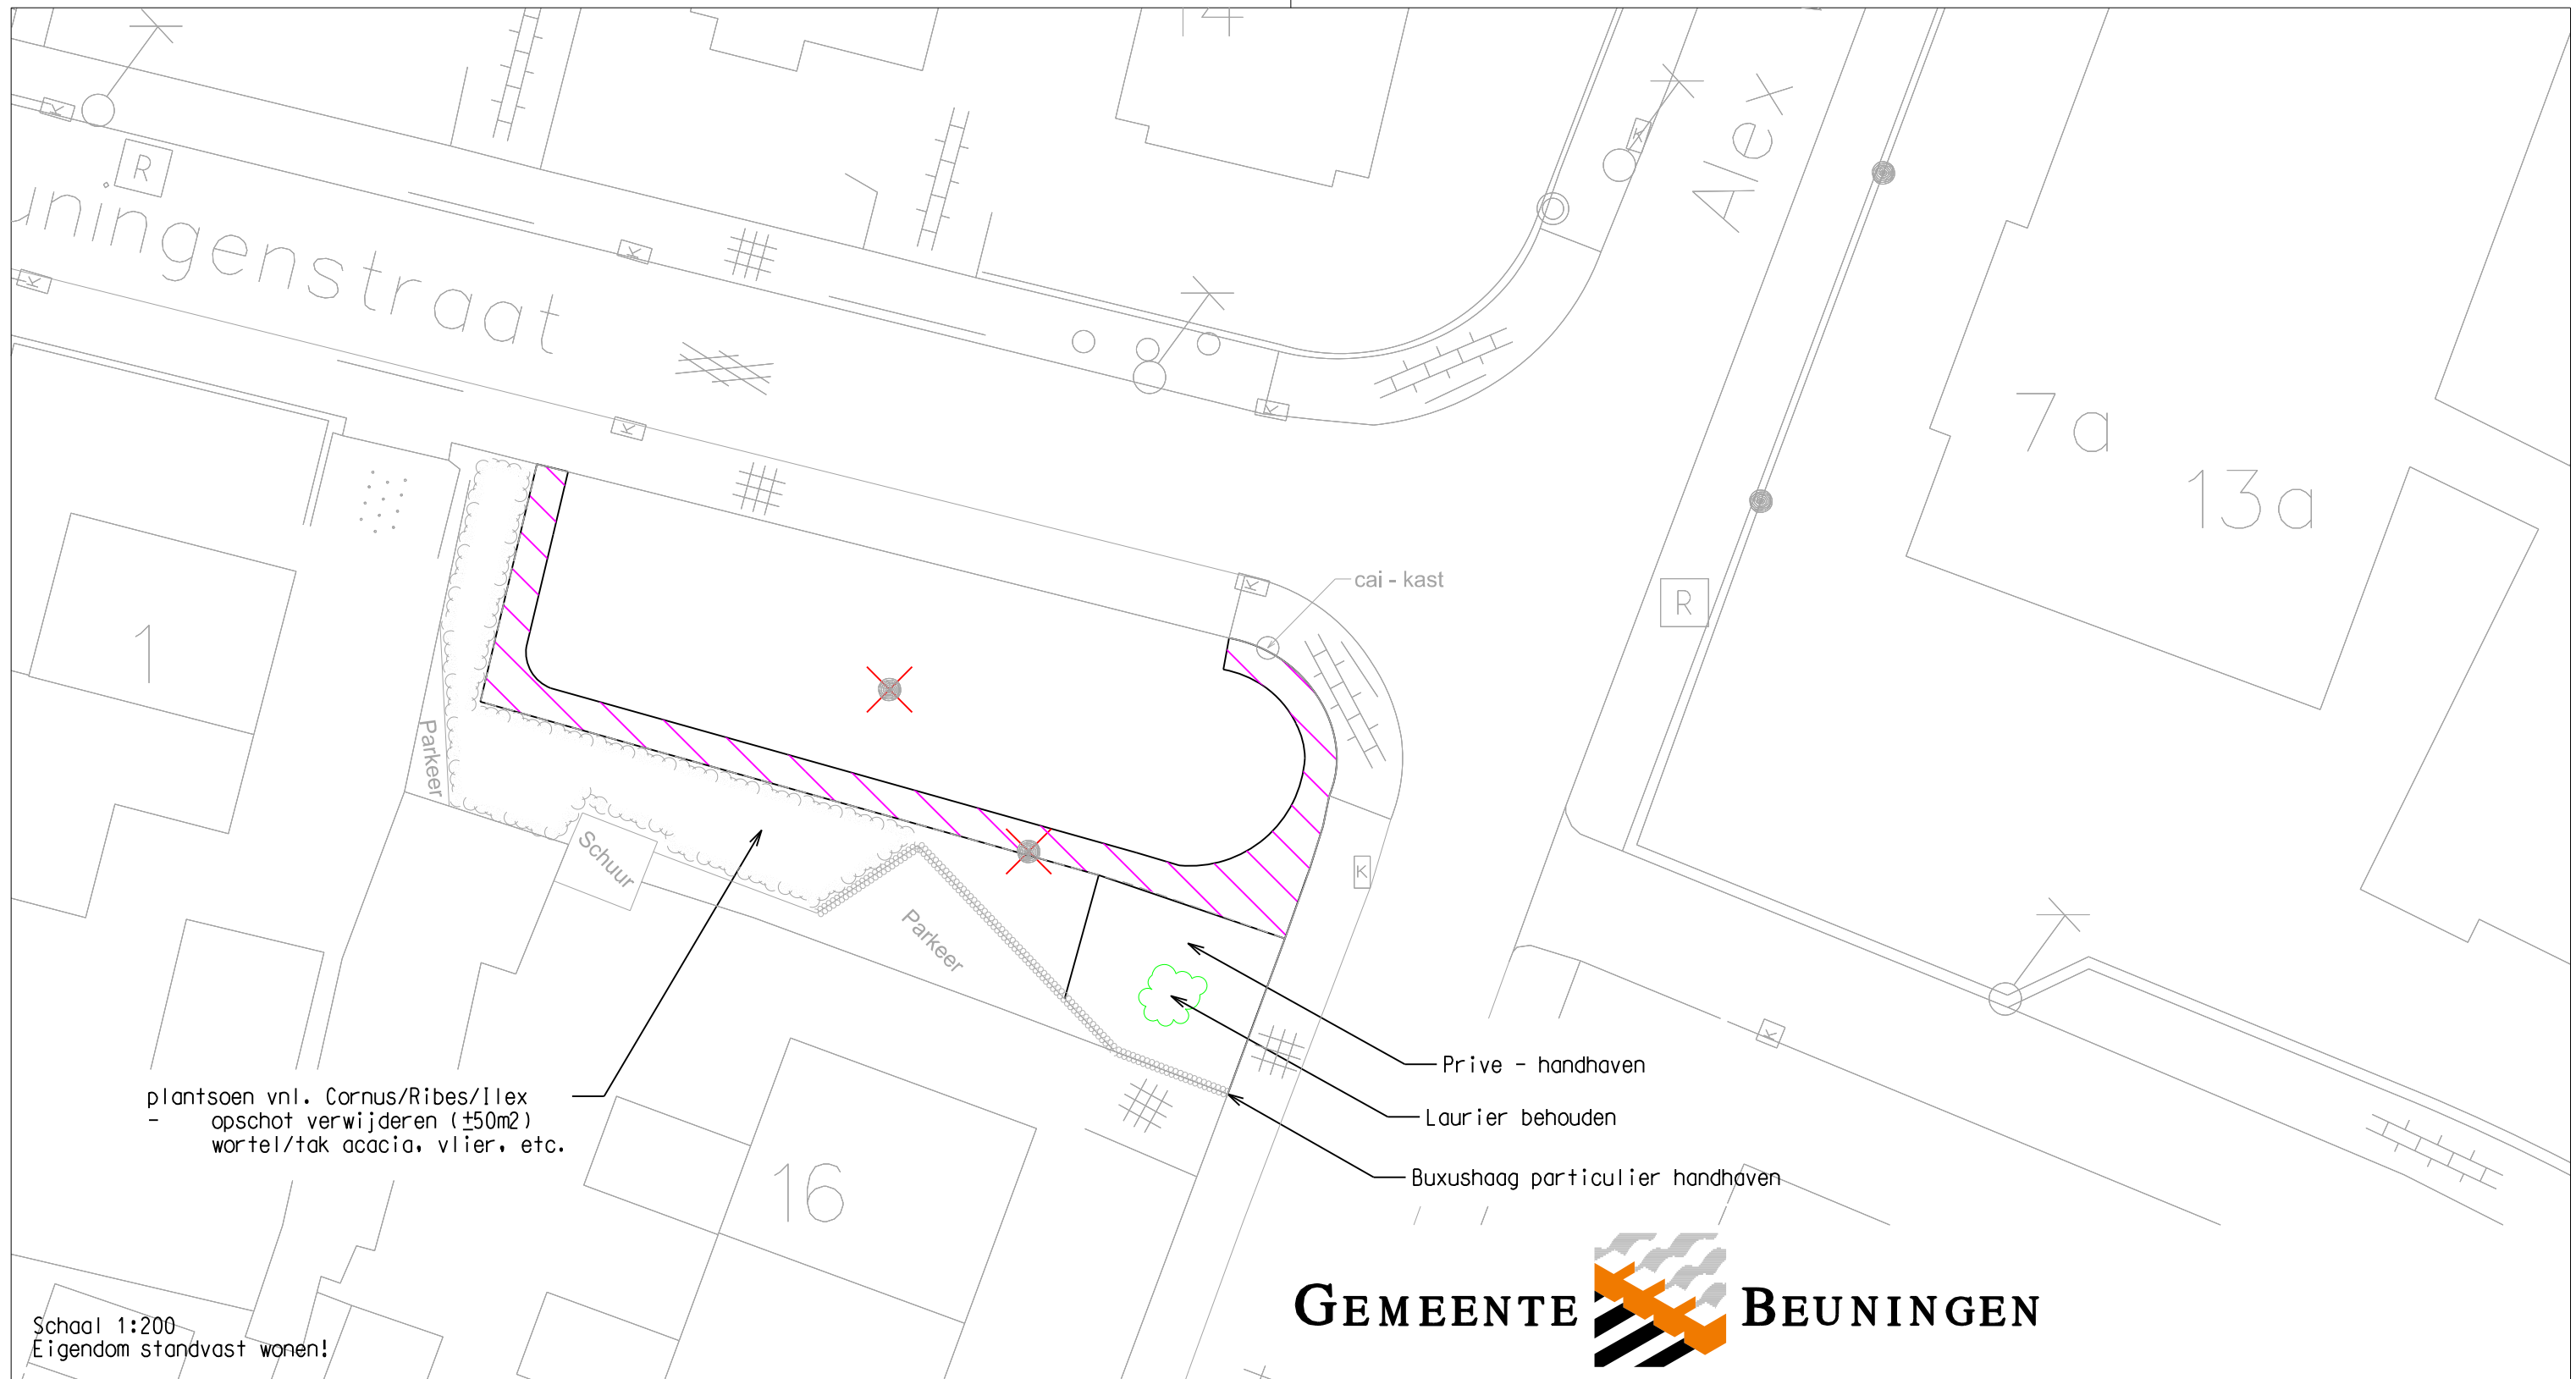 14
K
K
R
Alex
uningenstraat
K
K
K
K
7a
13a
cai - kast
K
R
1
Parkeer
Schuur
K
Parkeer
K
Prive - handhaven
plantsoen vnl. Cornus/Ribes/Ilex
- opschot verwijderen (±50m2)
wortel/tak acacia, vlier, etc.
Laurier behouden
Buxushaag particulier handhaven
16
GEMEENTE BEUNINGEN
Schaal 1:200
Eigendom standvast wonen!